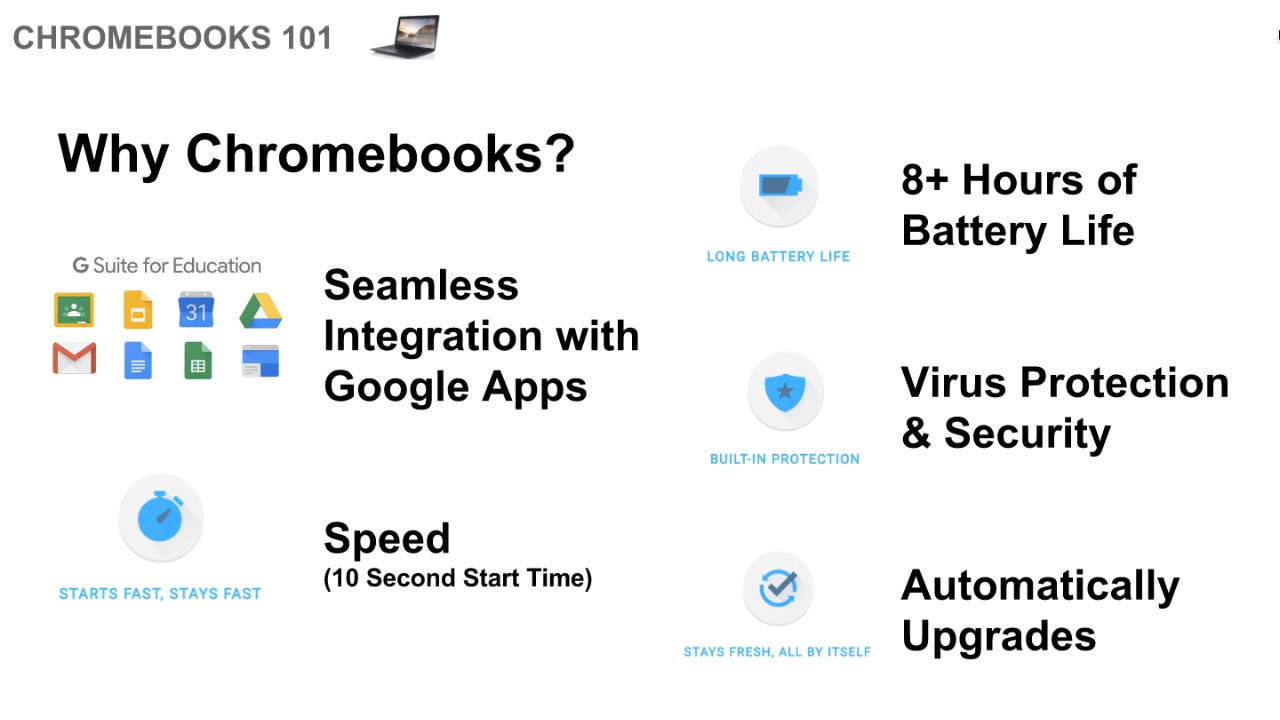 CHROMEBOOKS 101
Why Chromebooks?
G Suite for Education
31
Seamless
Integration with
Google Apps
STARTS FAST, STAYS FAST
Speed
(10 Second Start Time)
LONG BATTERY LIFE
8+ Hours of
Battery Life
BUILT-IN PROTECTION
Virus Protection
& Security
STAYS FRESH, ALL BY ITSELF
Automatically
Upgrades